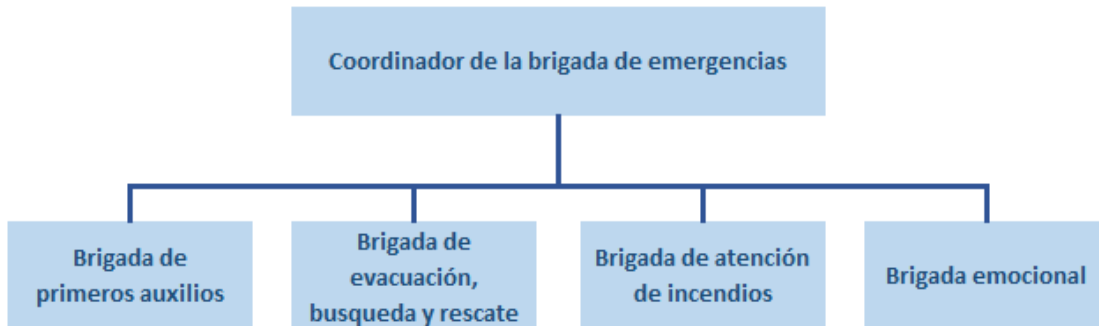 Coordinador de la brigada de emergencias
Brigada de
primeros auxilios
Brigada de
evacuación,
busqueda y rescate
Brigada de atención
de incendios
Brigada emocional